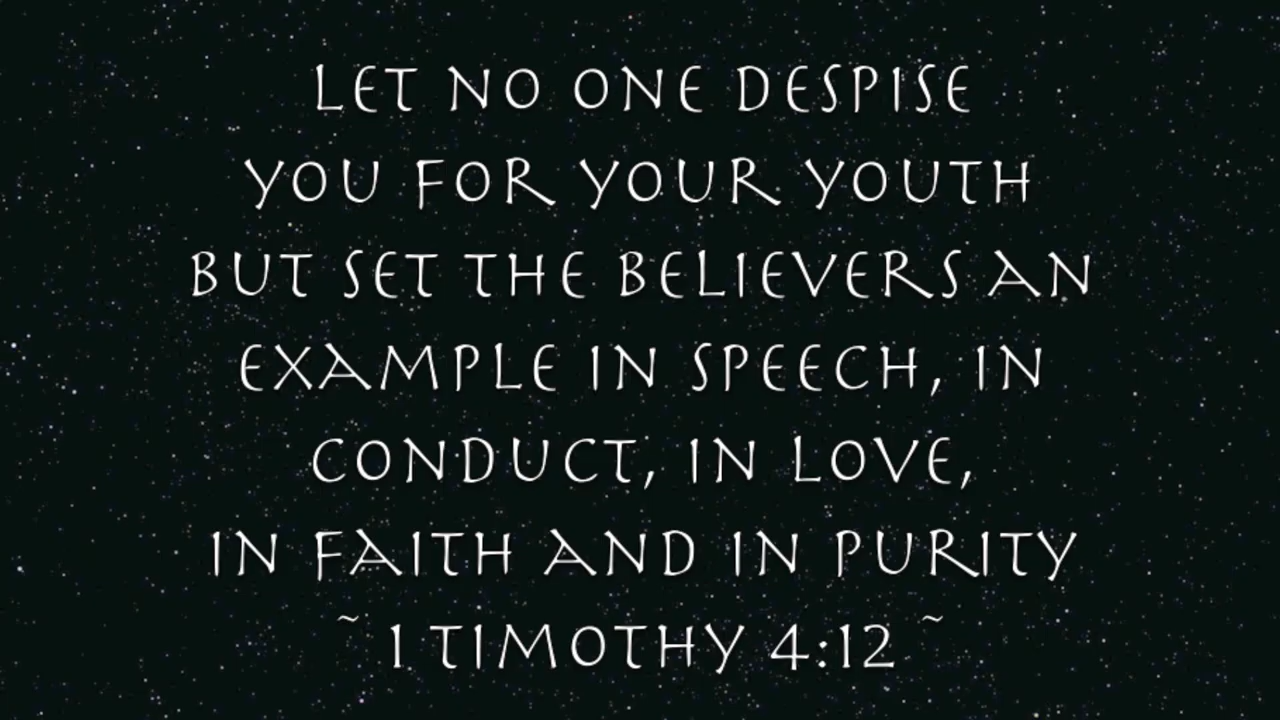 LET NO ONE DESPISE
YOU FOR YOUR YOUTH
BUT SET THE BELIEVERS AN
EXAMPLE IN SPEECH, IN
CONDUCT, IN LOVE,
IN FAITH AND IN PURITY
~ 1 TIMOTHY 4:12 ~